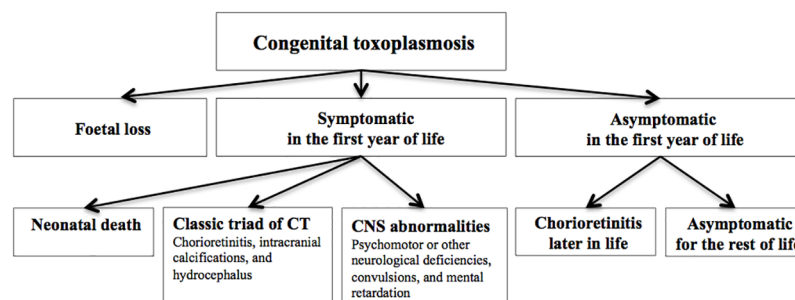 Congenital toxoplasmosis
Foetal loss
Symptomatic
in the first year of life
Asymptomatic
in the first year of life
Neonatal death
Classic triad of CT
Chorioretinitis, intracranial
calcifications, and
hydrocephalus
CNS abnormalities
Psychomotor or other
neurological deficiencies,
convulsions, and mental
retardation
Chorioretinitis
later in life
Asymptomatic
for the rest of life